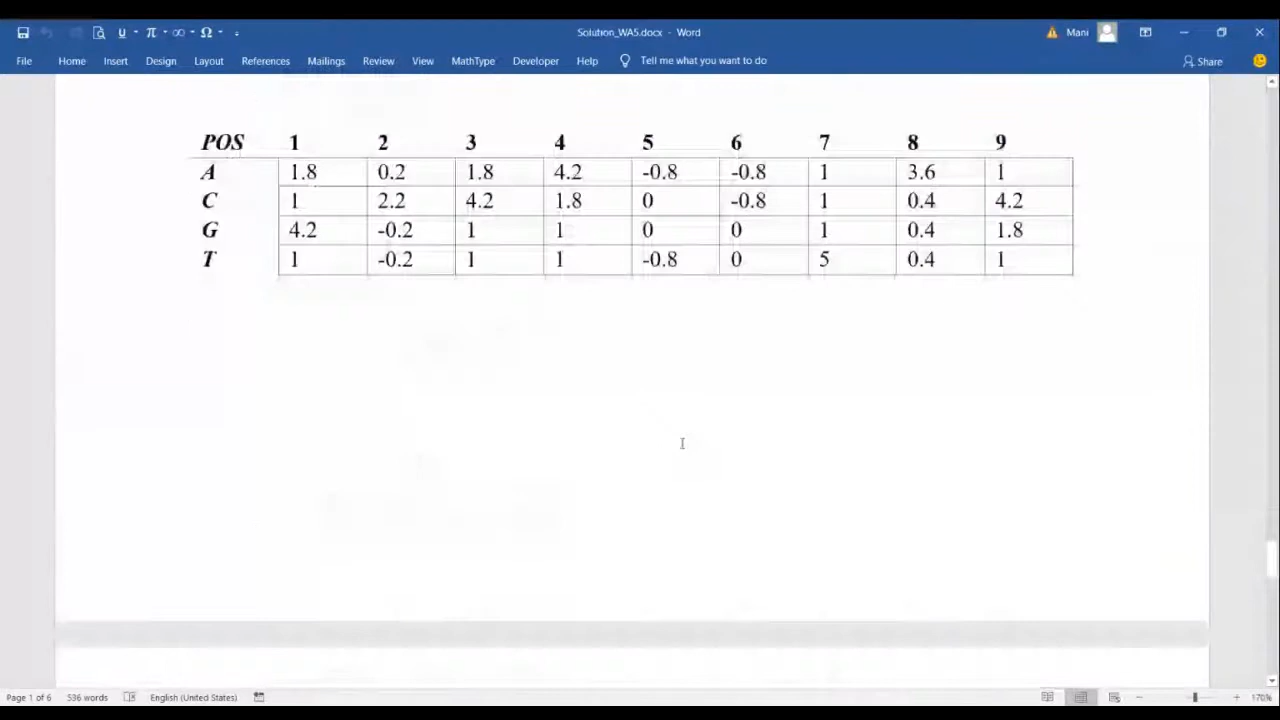 Solution_WA5.docx - Word
Mani
File Home Insert Design Layout References Mailings Review View MathType Developer Help Tell me what you want to do Share
POS 1 2 3 4 5 6 7 8 9
A 1.8 0.2 1.8 4.2 -0.8 -0.8 1 3.6 1
C 1 2.2 4.2 1.8 0 -0.8 1 0.4 4.2
G 4.2 -0.2 1 1 0 0 1 0.4 1.8
T 1 -0.2 1 1 -0.8 0 5 0.4 1
Page 1 of 6 536 words English (United States) 170%